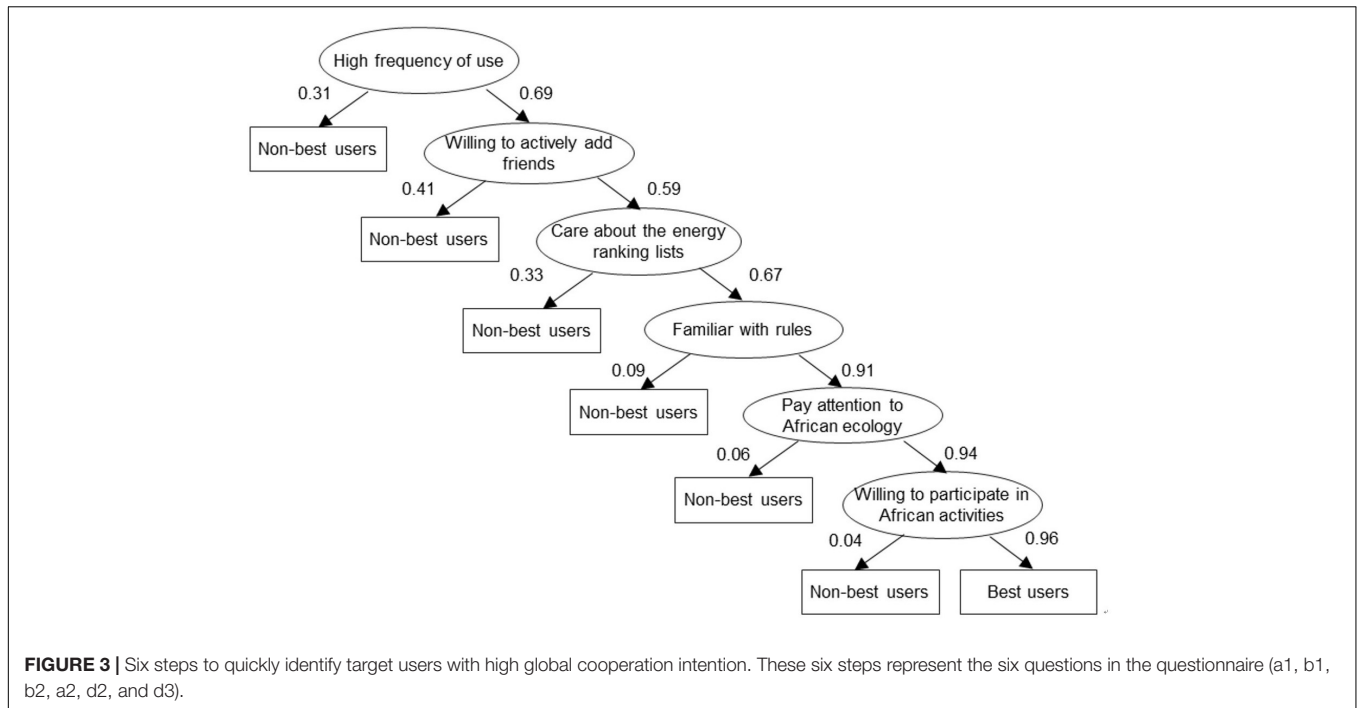 High frequency of use
0.31
0.69
Non-best users
Willing to actively add
friends
0.41
0.59
Non-best users
Care about the energy
ranking lists
0.33
0.67
Non-best users
Familiar with rules
0.09
0.91
Non-best users
Pay attention to
African ecology
0.06
0.94
Non-best users
Willing to participate in
African activities
0.04
0.96
Non-best users
Best users
FIGURE 3 | Six steps to quickly identify target users with high global cooperation intention. These six steps represent the six questions in the questionnaire (a1, b1,
b2, a2, d2, and d3).